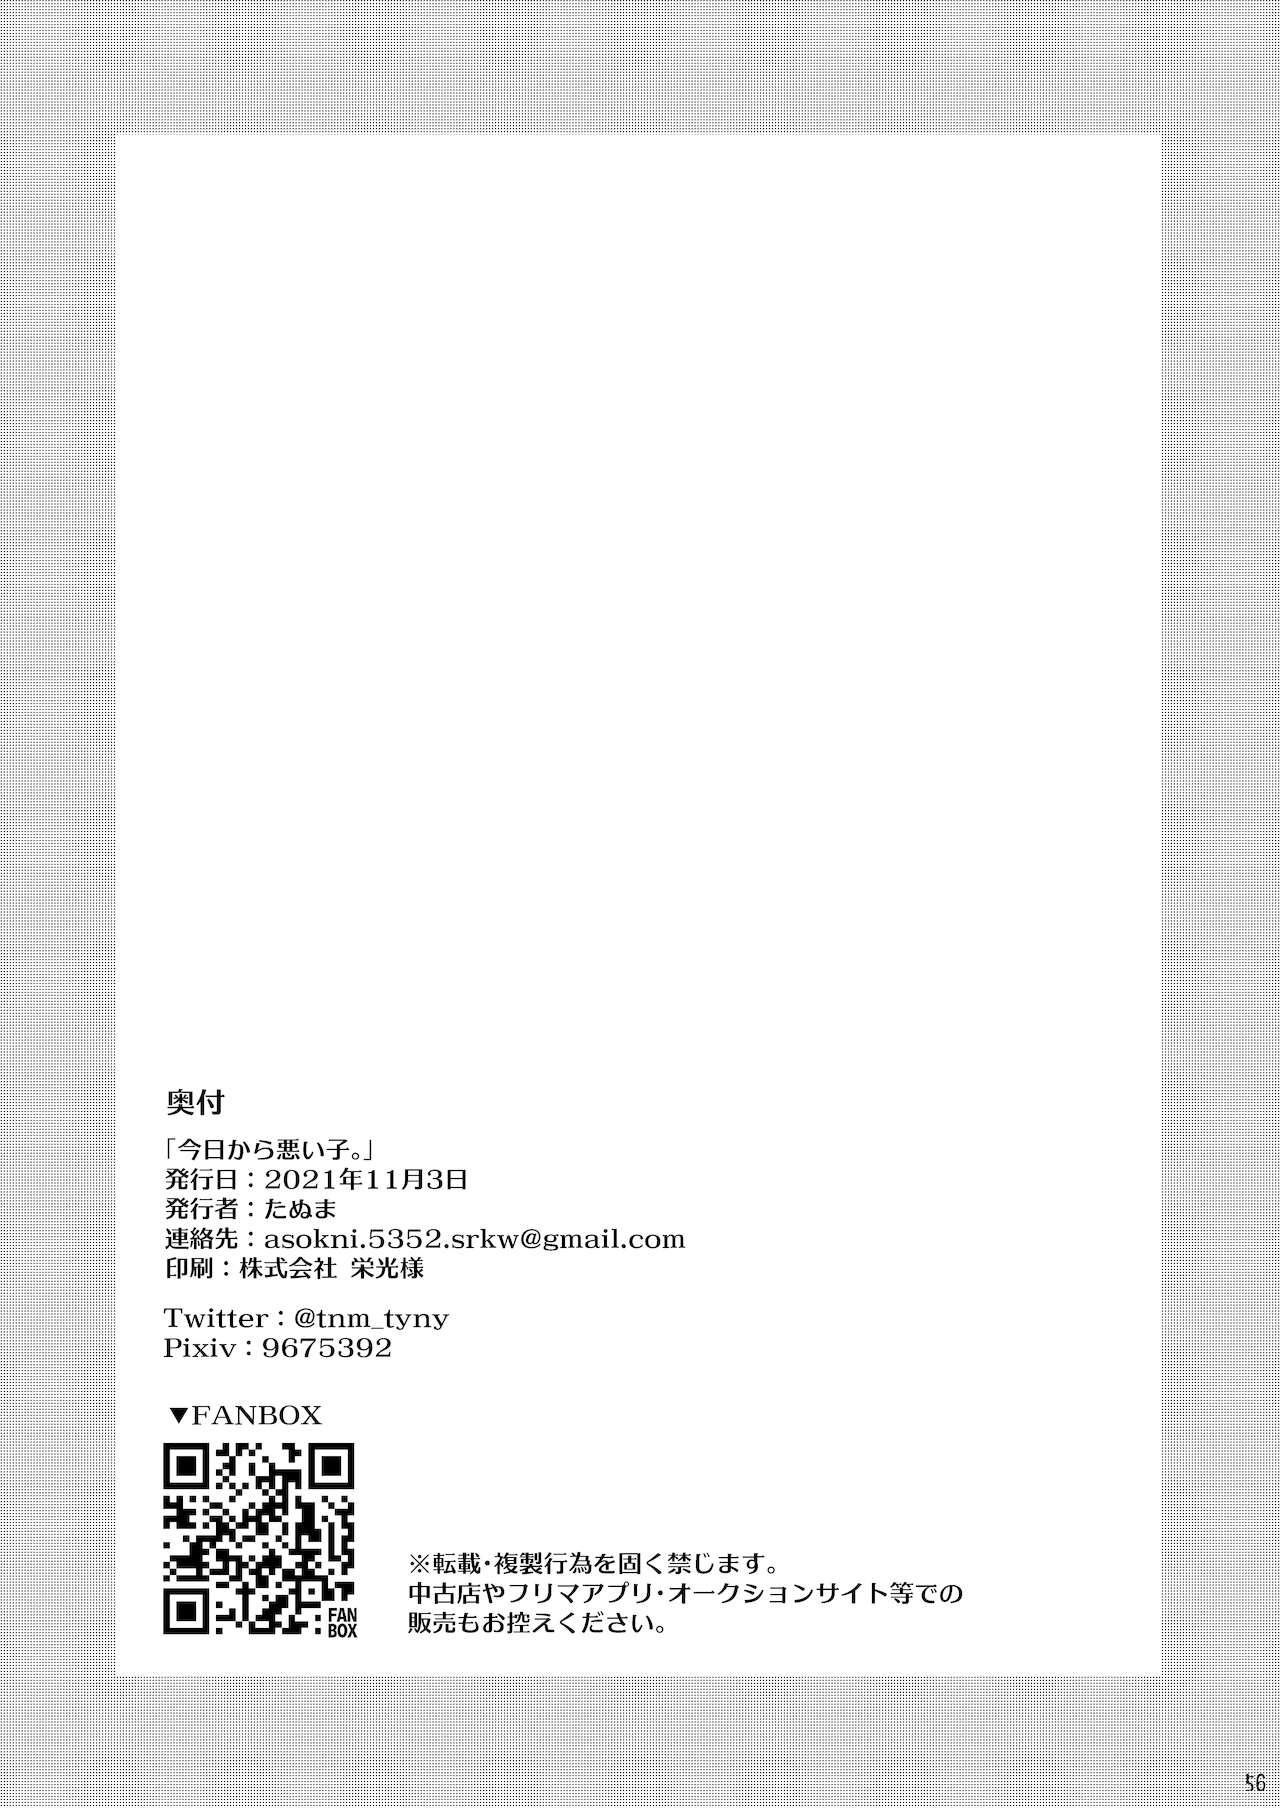 奥付
「今日から悪い子。」
発行日：2021年11月3日
発行者：たぬま
連絡先：asokni.5352.srkw@gmail.com
印刷：株式会社 栄光様
Twitter：@tnm_tyny
Pixiv：9675392
▼FANBOX
FAN
BOX
※転載・複製行為を固く禁じます。
中古店やフリマアプリ・オークションサイト等での
販売もお控えください。
56